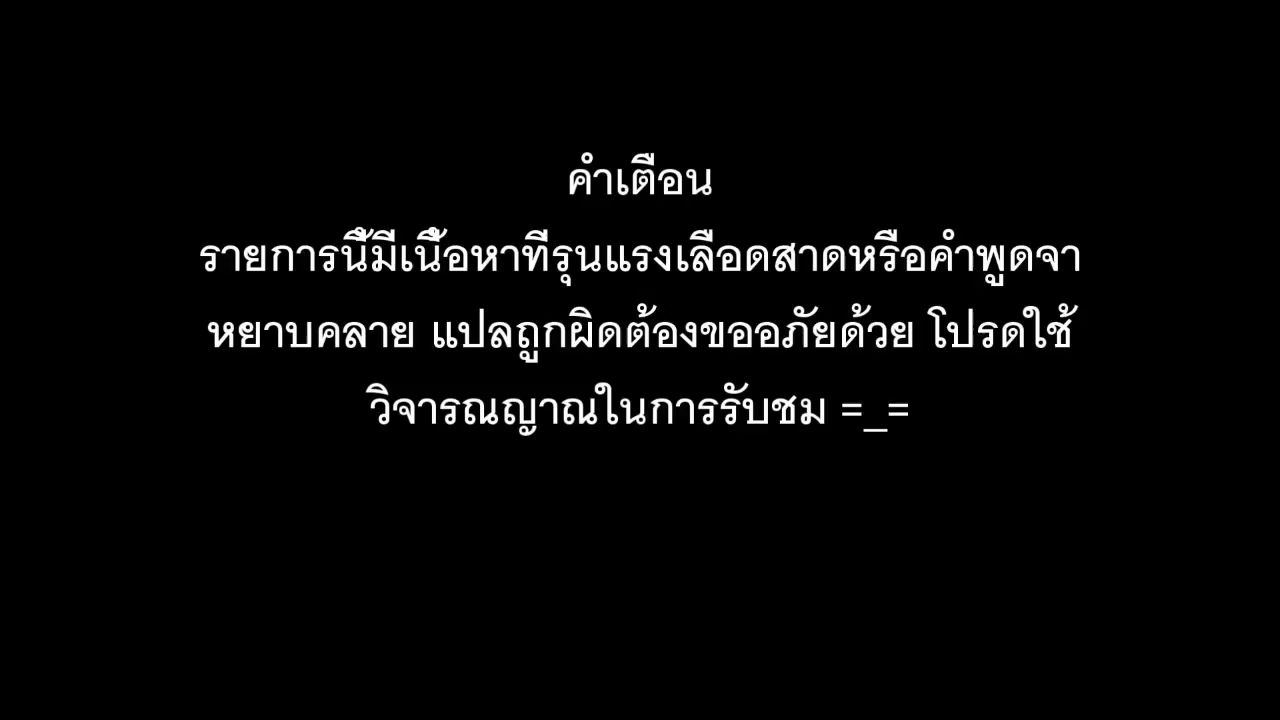 คำเตือน
รายการนี้มีเนื้อหาที่รุนแรงเลือดสาดหรือคำพูดจา
หยาบคลาย แปลถูกผิดต้องขออภัยด้วย โปรดใช้
วิจารณญาณในการรับชม =_=